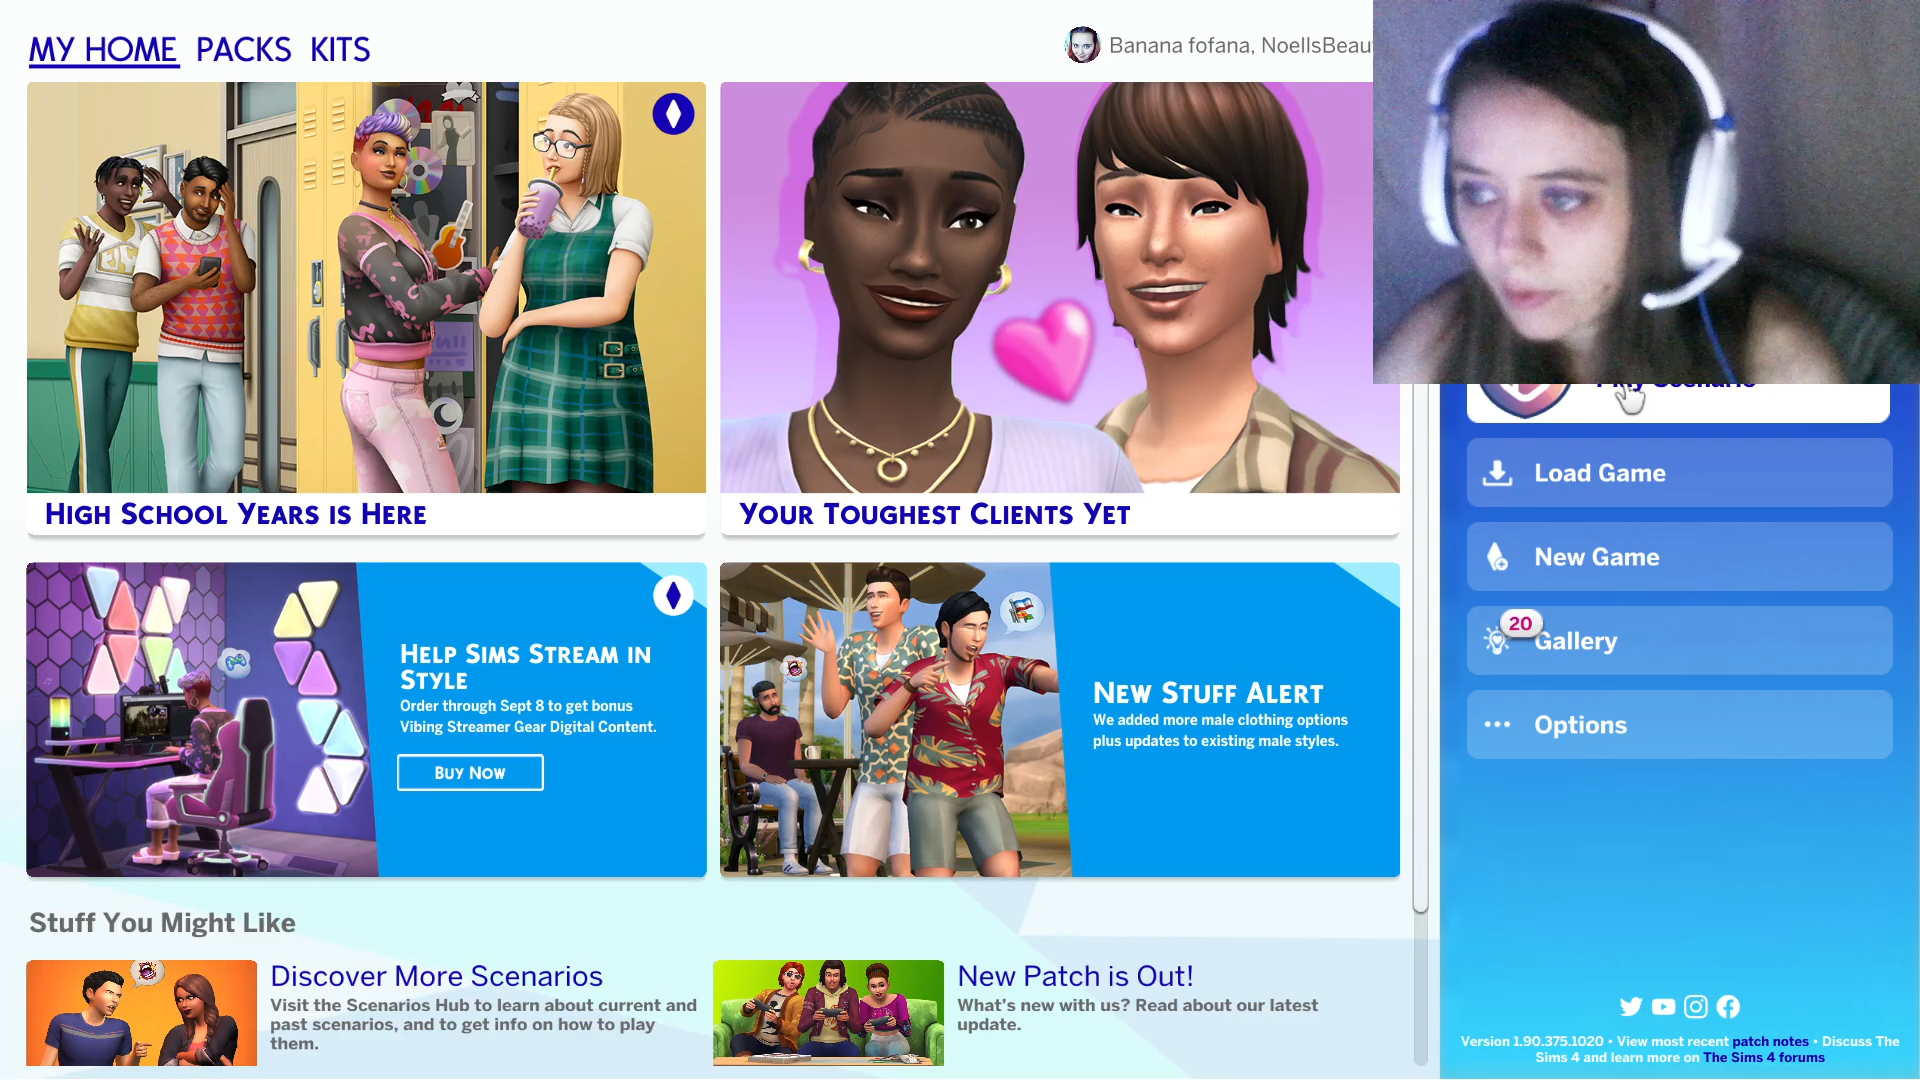 MY HOME PACKS KITS
Banana fofana, NoellsBeau
HIGH SCHOOL YEARS IS HERE
YOUR TOUGHEST CLIENTS YET
Play Scenario
Load Game
New Game
20
Gallery
Options
HELP SIMS STREAM IN
STYLE
Order through Sept 8 to get bonus
Vibing Streamer Gear Digital Content.
BUY NOW
NEW STUFF ALERT
We added more male clothing options
plus updates to existing male styles.
Stuff You Might Like
Discover More Scenarios
Visit the Scenarios Hub to learn about current and
past scenarios, and to get info on how to play
them.
New Patch is Out!
What's new with us? Read about our latest
update.
Version 1.90.375.1020 • View most recent patch notes • Discuss The
Sims 4 and learn more on The Sims 4 forums